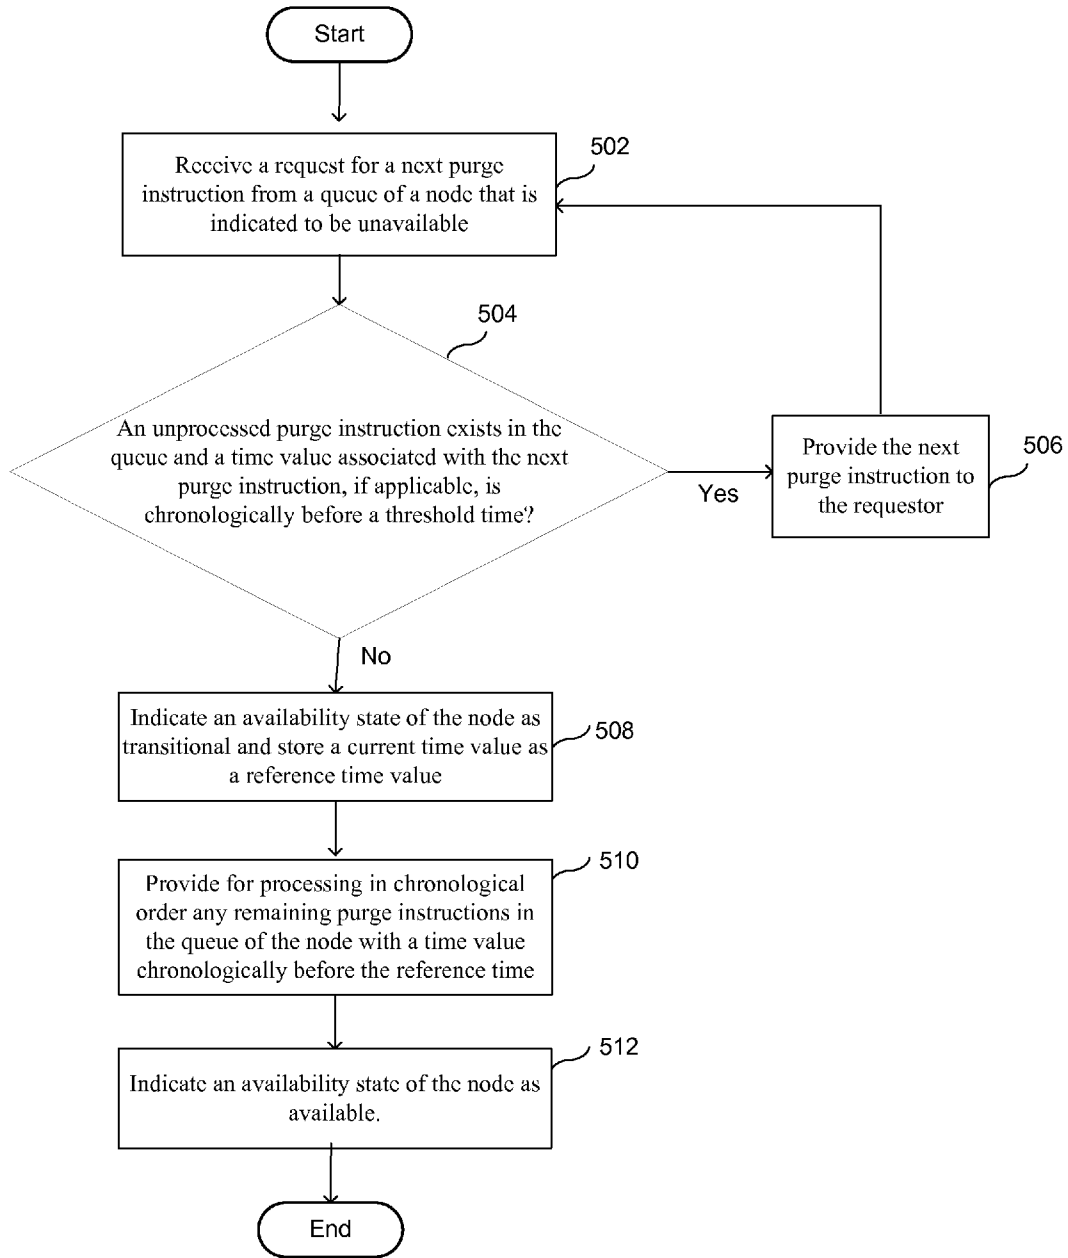 Start
Receive a request for a next purge
instruction from a queue of a node that is
indicated to be unavailable
502
504
An unprocessed purge instruction exists in the
queue and a time value associated with the next
purge instruction, if applicable, is
chronologically before a threshold time?
Yes
Provide the next
purge instruction to
the requestor
506
No
Indicate an availability state of the node as
transitional and store a current time value as
a reference time value
508
Provide for processing in chronological
order any remaining purge instructions in
the queue of the node with a time value
chronologically before the reference time
510
Indicate an availability state of the node as
available.
512
End